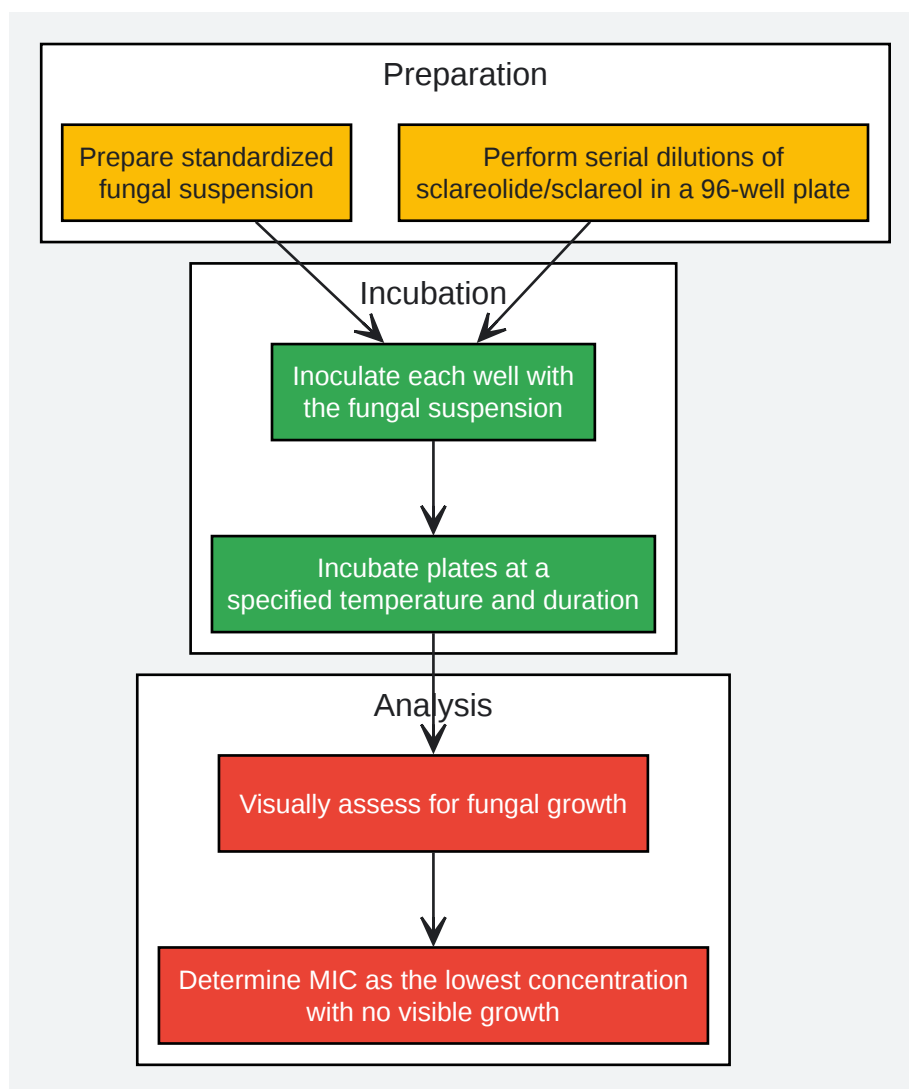 Preparation
Prepare standardized
fungal suspension
Perform serial dilutions of
sclareolide/sclareol in a 96-well plate
Incubation
Inoculate each well with
the fungal suspension
Incubate plates at a
specified temperature and duration
Analysis
Visually assess for fungal growth
Determine MIC as the lowest concentration
with no visible growth